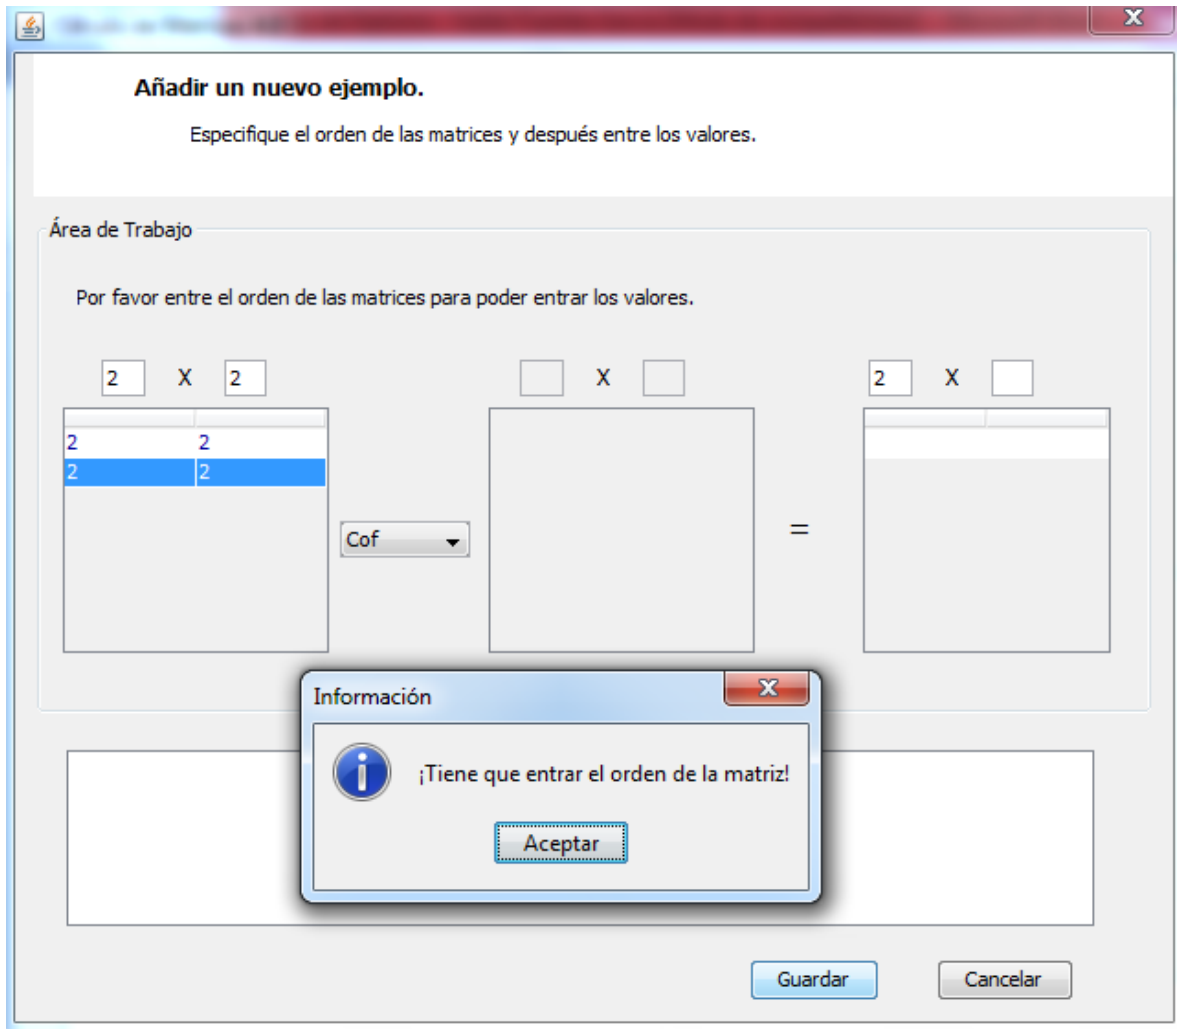 Añadir un nuevo ejemplo.
Especifique el orden de las matrices y después entre los valores.
Área de Trabajo
Por favor entre el orden de las matrices para poder entrar los valores.
2 X 2 X 2 X
2 2
2 2
Cof =
Información
¡Tiene que entrar el orden de la matriz!
Aceptar
Guardar Cancelar